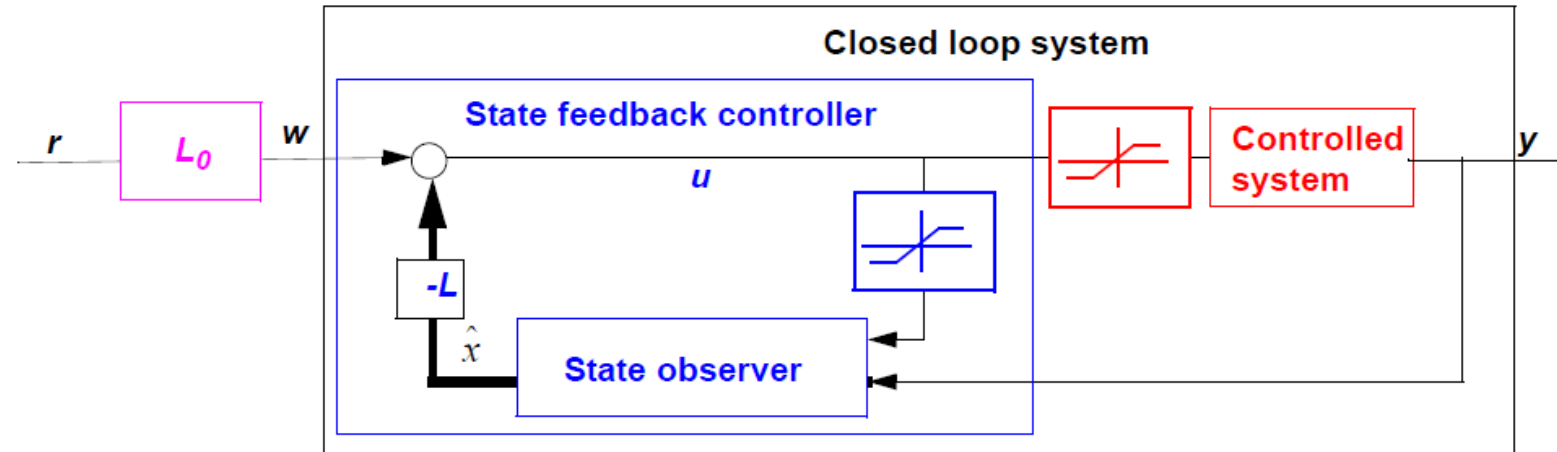 Closed loop system
State feedback controller
r
L0
w
u
Controlled
system
y
-L
x̂
State observer